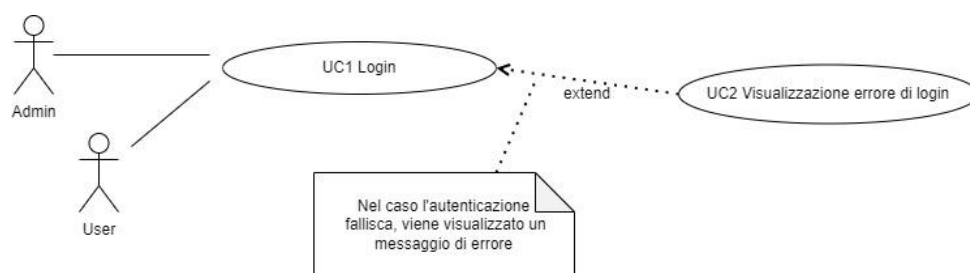 Admin
User
UC1 Login
extend
UC2 Visualizzazione errore di login
Nel caso l'autenticazione
fallisca, viene visualizzato un
messaggio di errore